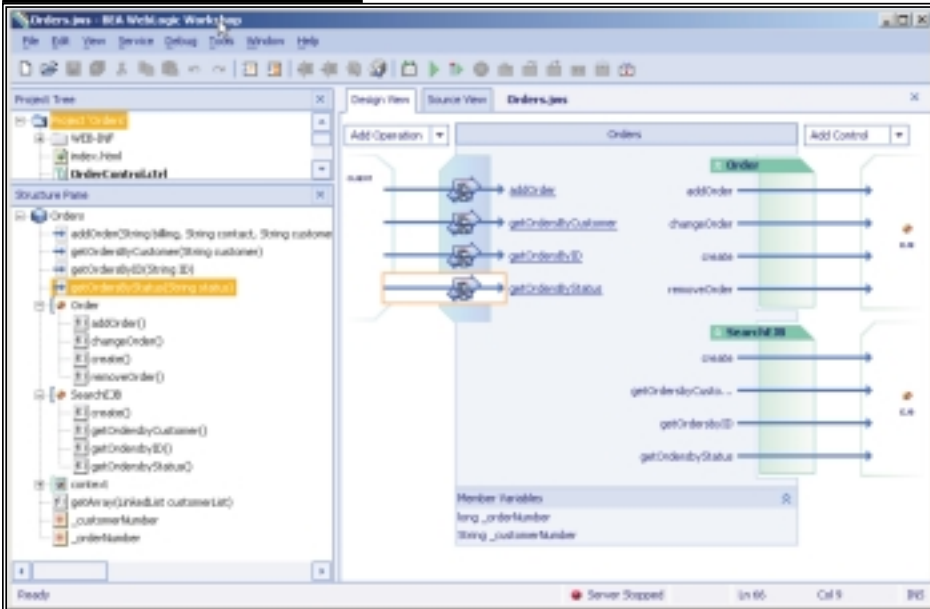 Orders.jws - BEA WebLogic Workshop
File Edit View Service Debug Tools Window Help
Project Tree
Project 'Orders'
WEB-INF
index.html
OrderControl.ctrl
Structure Pane
Orders
addOrder(String billing, String contact, String custome
getOrdersByCustomer(String customer)
getOrdersByID(String ID)
getOrdersByStatus(String status)
Order
addOrder()
changeOrder()
create()
removeOrder()
SearchEJB
create()
getOrdersbyCustomer()
getOrdersbyID()
getOrdersbyStatus()
context
getArray(LinkedList customerList)
_customerNumber
_orderNumber
Design View Source View Orders.jws
Add Operation Orders Add Control
CLIENT
addOrder
getOrdersByCustomer
getOrdersByID
getOrdersByStatus
Order
addOrder
changeOrder
create
removeOrder
EJB
SearchEJB
create
getOrdersbyCusto...
getOrdersbyID
getOrdersbyStatus
EJB
Member Variables
long _orderNumber
String _customerNumber
Ready Server Stopped Ln 66 Col 9 INS